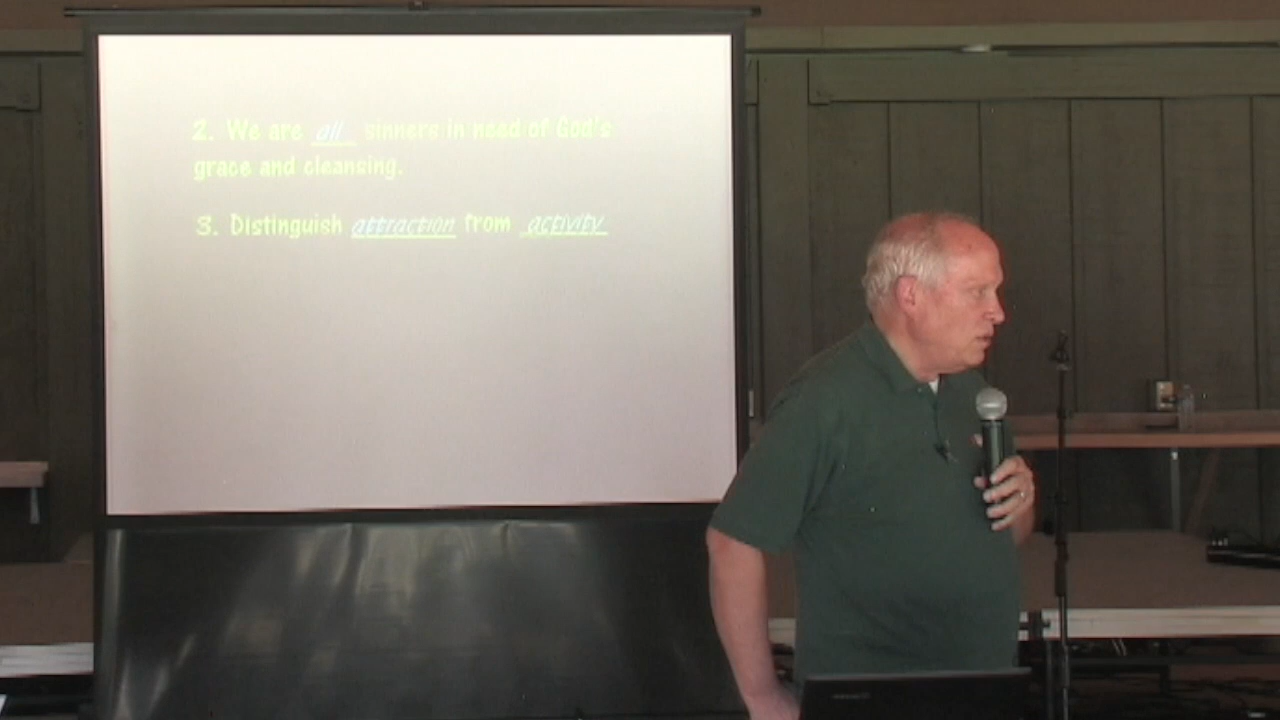 2. We are all sinners in need of God's
grace and cleansing.
3. Distinguish attraction from activity